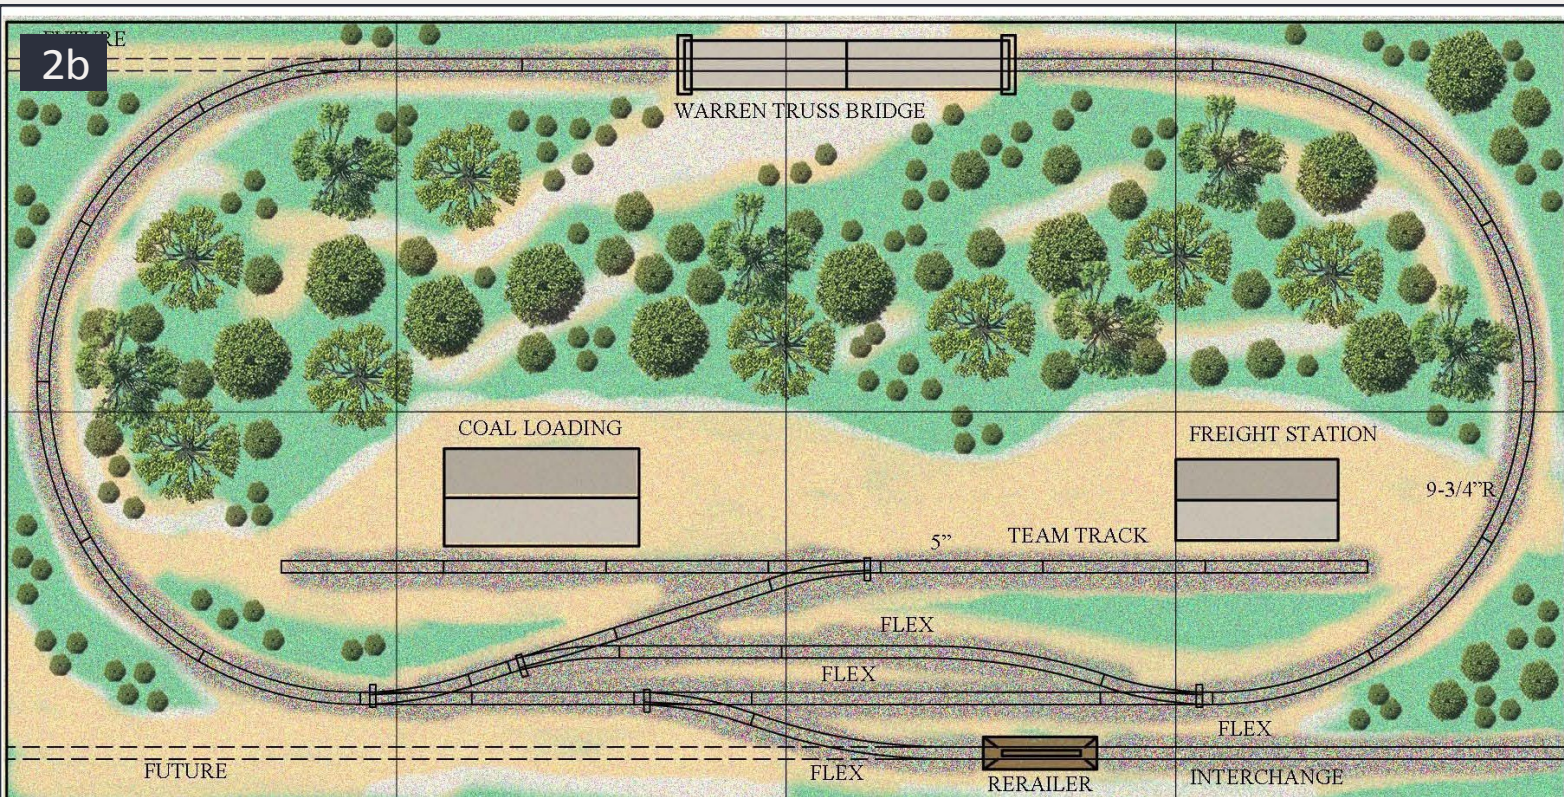 FUTURE
2b
WARREN TRUSS BRIDGE
COAL LOADING
FREIGHT STATION
9-3/4"R
5"
TEAM TRACK
FLEX
FLEX
FLEX
FUTURE
FLEX
RERAILER
INTERCHANGE